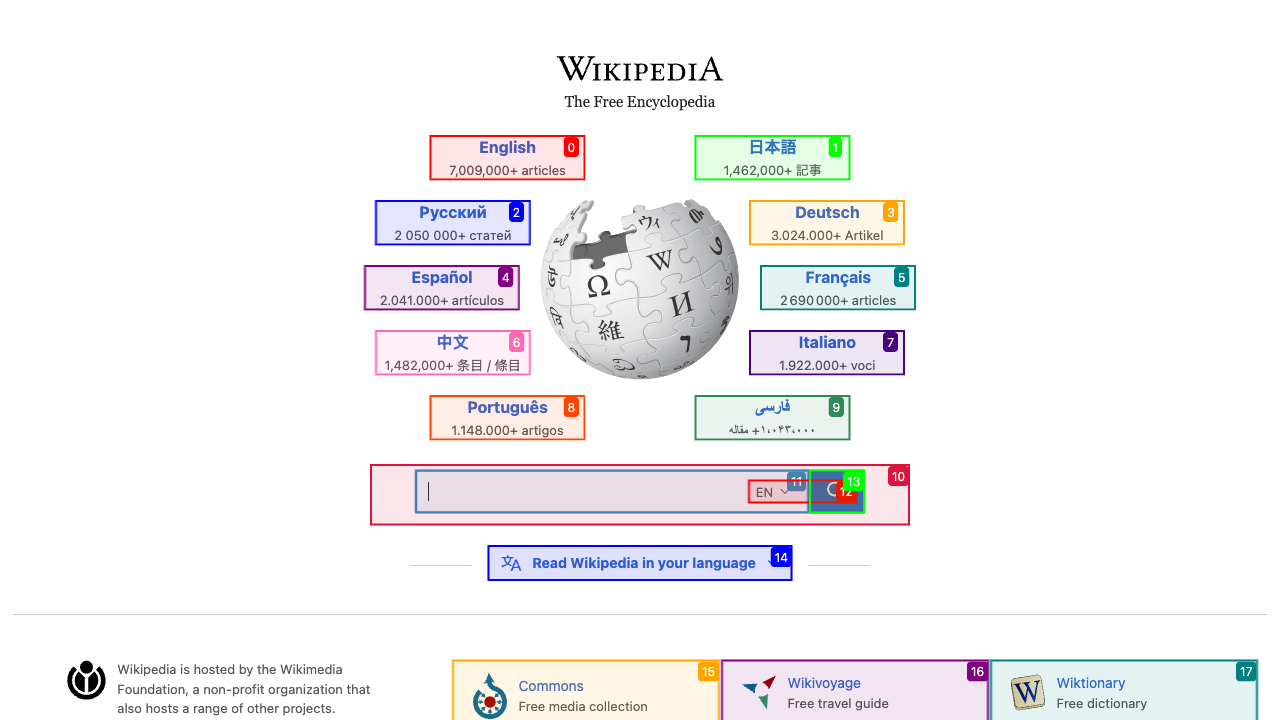 WIKIPEDIA
The Free Encyclopedia
English 0
7,009,000+ articles
日本語 1
1,462,000+ 記事
Русский 2
2 050 000+ статей
Deutsch 3
3.024.000+ Artikel
Español 4
2.041.000+ artículos
Français 5
2 690 000+ articles
中文 6
1,482,000+ 条目 / 條目
Italiano 7
1.922.000+ voci
Português 8
1.148.000+ artigos
فارسی 9
۱،۰۴۳،۰۰۰+ مقاله
Ω W И 維 ウィ
10
EN 11 12 13
Read Wikipedia in your language 14
Wikipedia is hosted by the Wikimedia
Foundation, a non-profit organization that
also hosts a range of other projects.
Commons 15
Free media collection
Wikivoyage 16
Free travel guide
W
Wiktionary 17
Free dictionary